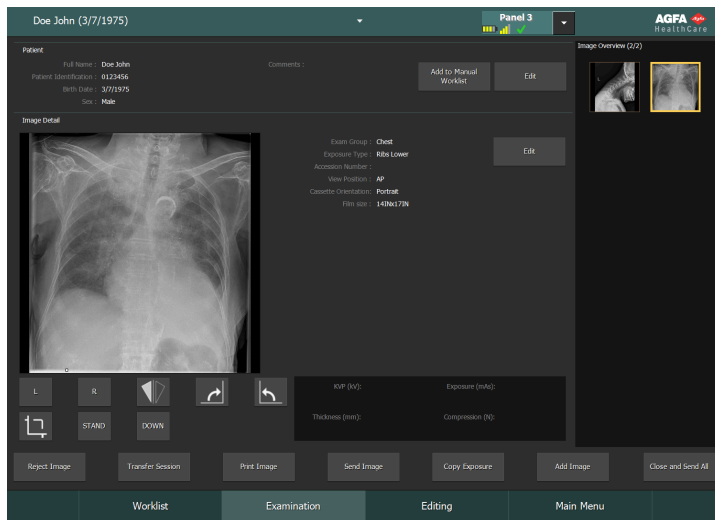 Doe John (3/7/1975)
Panel 3
AGFA Agfa
HealthCare
Patient
Full Name : Doe John
Patient Identification : 0123456
Birth Date : 3/7/1975
Sex : Male
Comments :
Add to Manual
Worklist
Edit
Image Overview (2/2)
L
Image Detail
Exam Group : Chest
Exposure Type : Ribs Lower
Accession Number :
View Position : AP
Cassette Orientation: Portrait
Film size : 14INx17IN
Edit
L
R
STAND
DOWN
KVP (kV):
Exposure (mAs):
Thickness (mm):
Compression (N):
Reject Image
Transfer Session
Print Image
Send Image
Copy Exposure
Add Image
Close and Send All
Worklist
Examination
Editing
Main Menu